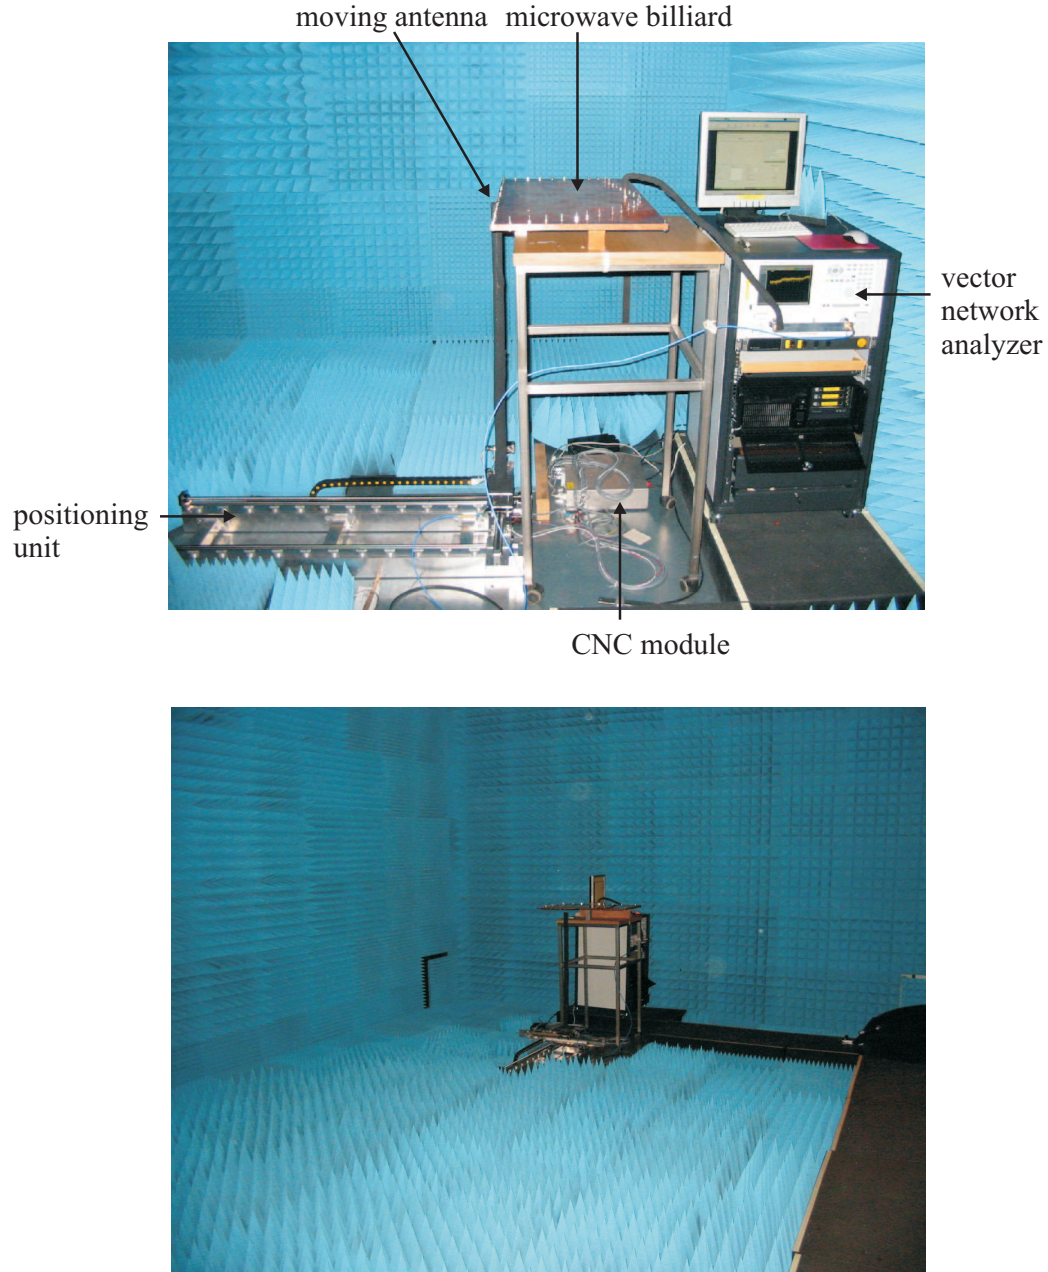 moving antenna microwave billiard
vector
network
analyzer
positioning
unit
CNC module